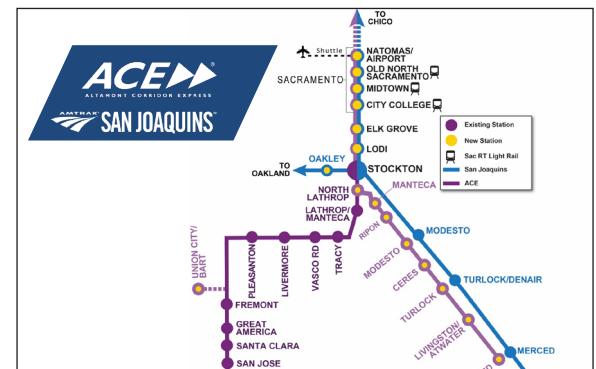 TO
CHICO
Shuttle
NATOMAS/
AIRPORT
OLD NORTH
SACRAMENTO
SACRAMENTO
MIDTOWN
CITY COLLEGE
ELK GROVE
LODI
ACE®
ALTAMONT CORRIDOR EXPRESS
AMTRAK
SAN JOAQUINS
Existing Station
New Station
Sac RT Light Rail
San Joaquins
ACE
TO
OAKLAND
OAKLEY
STOCKTON
NORTH
LATHROP
MANTECA
LATHROP/
MANTECA
RIPON
MODESTO
MODESTO
CERES
TURLOCK
TURLOCK/DENAIR
LIVINGSTON/
ATWATER
MERCED
UNION CITY/
BART
PLEASANTON
LIVERMORE
VASCO RD
TRACY
FREMONT
GREAT
AMERICA
SANTA CLARA
SAN JOSE